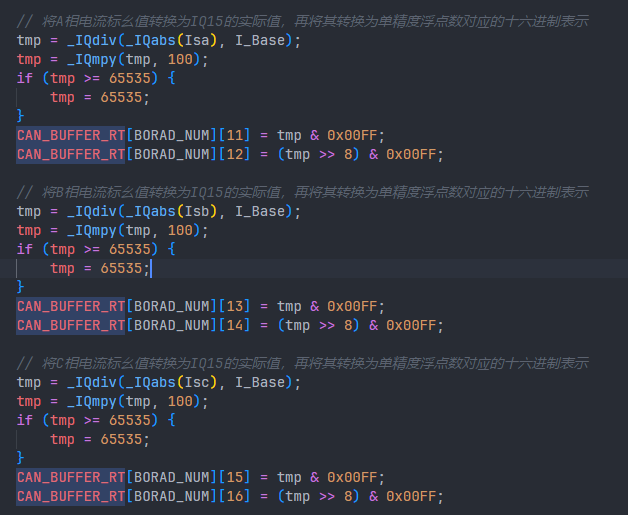 // 将A相电流标幺值转换为IQ15的实际值，再将其转换为单精度浮点数对应的十六进制表示
tmp = _IQdiv(_IQabs(Isa), I_Base);
tmp = _IQmpy(tmp, 100);
if (tmp >= 65535) {
    tmp = 65535;
}
CAN_BUFFER_RT[BORAD_NUM][11] = tmp & 0x00FF;
CAN_BUFFER_RT[BORAD_NUM][12] = (tmp >> 8) & 0x00FF;
// 将B相电流标幺值转换为IQ15的实际值，再将其转换为单精度浮点数对应的十六进制表示
tmp = _IQdiv(_IQabs(Isb), I_Base);
tmp = _IQmpy(tmp, 100);
if (tmp >= 65535) {
    tmp = 65535;
}
CAN_BUFFER_RT[BORAD_NUM][13] = tmp & 0x00FF;
CAN_BUFFER_RT[BORAD_NUM][14] = (tmp >> 8) & 0x00FF;
// 将C相电流标幺值转换为IQ15的实际值，再将其转换为单精度浮点数对应的十六进制表示
tmp = _IQdiv(_IQabs(Isc), I_Base);
tmp = _IQmpy(tmp, 100);
if (tmp >= 65535) {
    tmp = 65535;
}
CAN_BUFFER_RT[BORAD_NUM][15] = tmp & 0x00FF;
CAN_BUFFER_RT[BORAD_NUM][16] = (tmp >> 8) & 0x00FF;